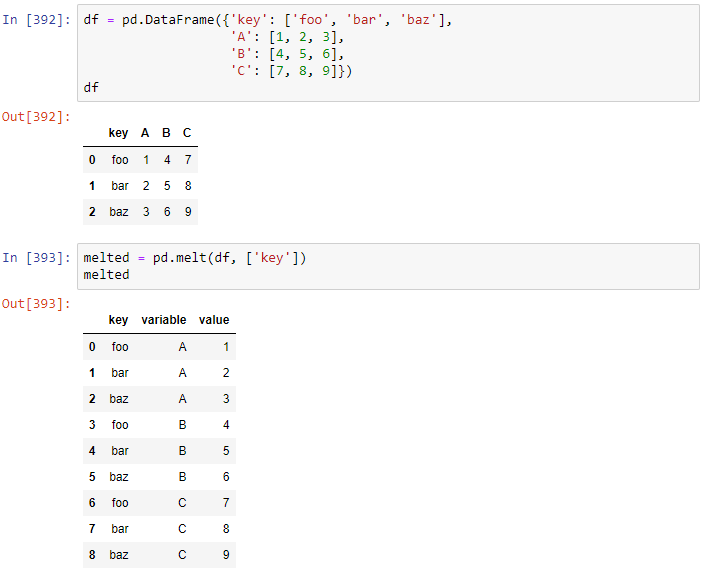 In [392]: df = pd.DataFrame({'key': ['foo', 'bar', 'baz'],
'A': [1, 2, 3],
'B': [4, 5, 6],
'C': [7, 8, 9]})
df
Out[392]:
key A B C
0 foo 1 4 7
1 bar 2 5 8
2 baz 3 6 9
In [393]: melted = pd.melt(df, ['key'])
melted
Out[393]:
key variable value
0 foo A 1
1 bar A 2
2 baz A 3
3 foo B 4
4 bar B 5
5 baz B 6
6 foo C 7
7 bar C 8
8 baz C 9